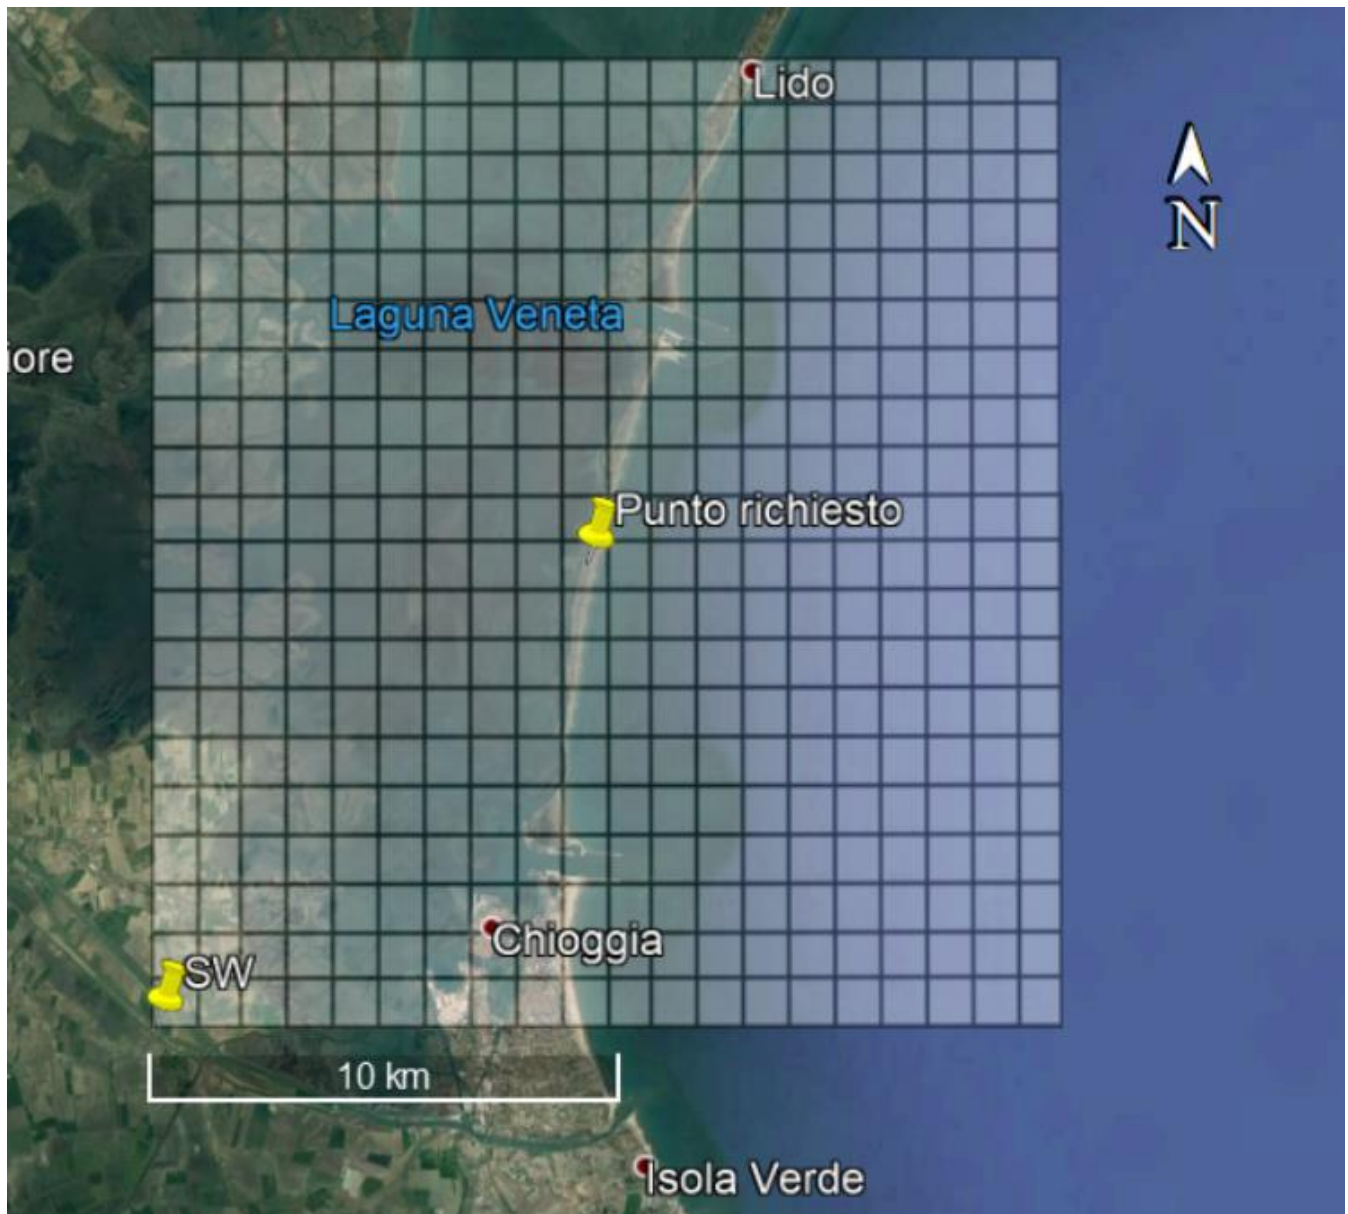 Lido
N
Laguna Veneta
iore
Punto richiesto
Chioggia
SW
10 km
Isola Verde